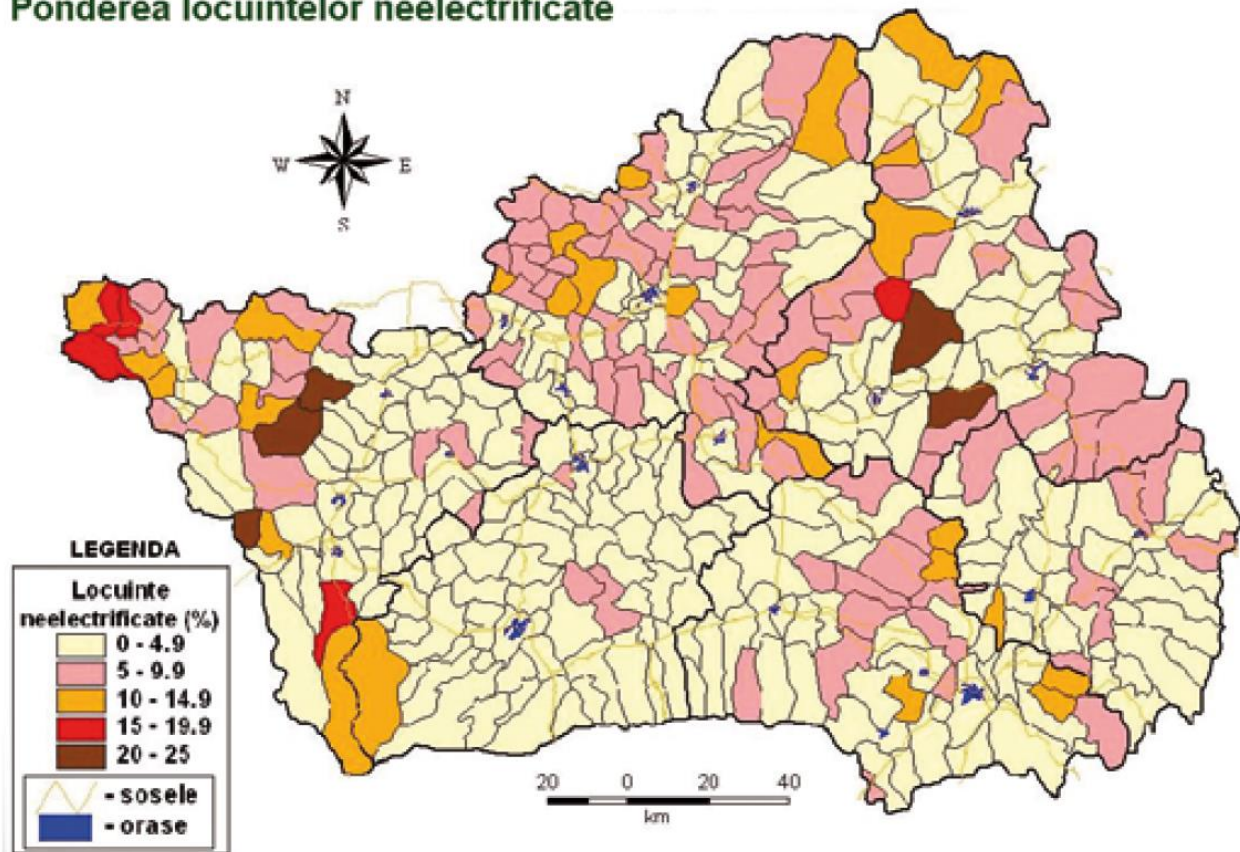 Ponderea locuintelor neelectrificate
N
W E
S
LEGENDA
Locuinte
neelectrificate (%)
0 - 4.9
5 - 9.9
10 - 14.9
15 - 19.9
20 - 25
- sosele
- orase
20 0 20 40
km